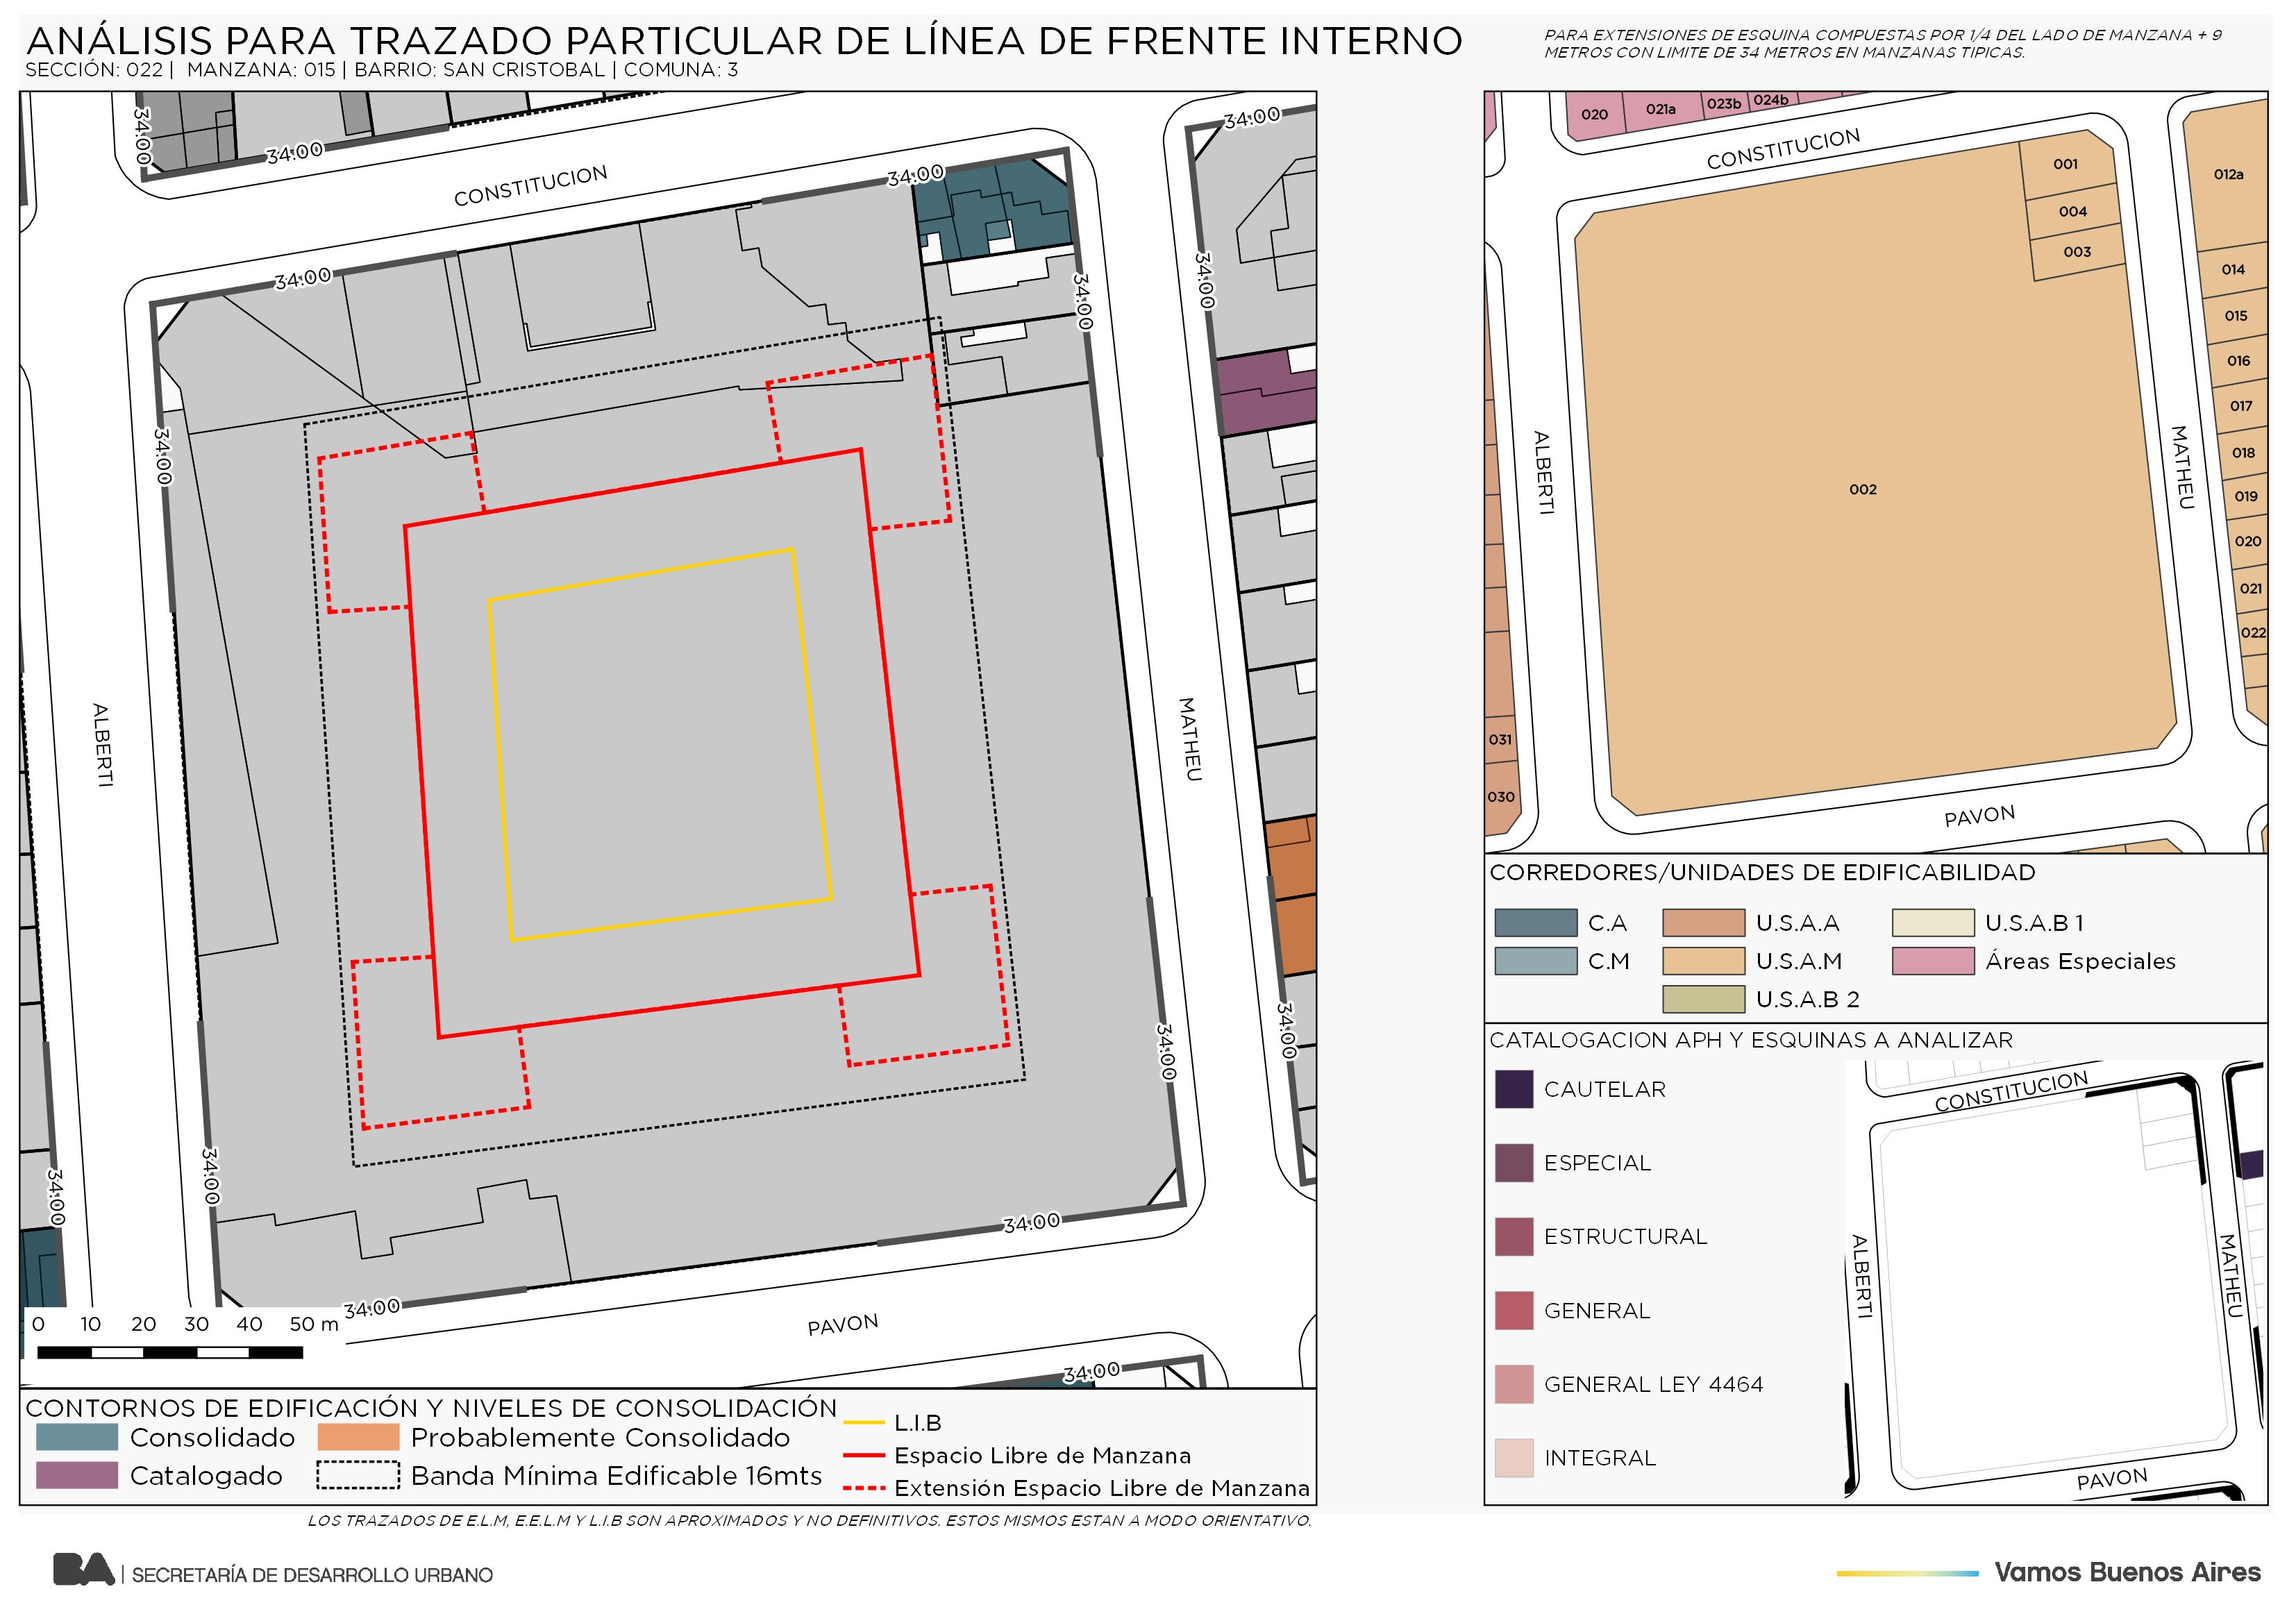 ANÁLISIS PARA TRAZADO PARTICULAR DE LÍNEA DE FRENTE INTERNO
SECCIÓN: 022 | MANZANA: 015 | BARRIO: SAN CRISTOBAL | COMUNA: 3
PARA EXTENSIONES DE ESQUINA COMPUESTAS POR 1/4 DEL LADO DE MANZANA + 9
METROS CON LIMITE DE 34 METROS EN MANZANAS TIPICAS.
34.00
34.00
CONSTITUCION
34.00
34.00
34.00
34.00
34.00
34.00
ALBERTI
MATHEU
34.00
34.00
34.00
34.00
34.00
34.00
PAVON
34.00
0 10 20 30 40 50 m
CONTORNOS DE EDIFICACIÓN Y NIVELES DE CONSOLIDACIÓN
Consolidado
Probablemente Consolidado
Catalogado
Banda Mínima Edificable 16mts
L.I.B
Espacio Libre de Manzana
Extensión Espacio Libre de Manzana
020
021a
023b
024b
CONSTITUCION
001
004
003
002
012a
014
015
016
017
018
019
020
021
022
ALBERTI
MATHEU
031
030
PAVON
CORREDORES/UNIDADES DE EDIFICABILIDAD
C.A
U.S.A.A
U.S.A.B 1
C.M
U.S.A.M
Áreas Especiales
U.S.A.B 2
CATALOGACION APH Y ESQUINAS A ANALIZAR
CAUTELAR
ESPECIAL
ESTRUCTURAL
GENERAL
GENERAL LEY 4464
INTEGRAL
CONSTITUCION
ALBERTI
MATHEU
PAVON
LOS TRAZADOS DE E.L.M, E.E.L.M Y L.I.B SON APROXIMADOS Y NO DEFINITIVOS. ESTOS MISMOS ESTAN A MODO ORIENTATIVO.
BA | SECRETARÍA DE DESARROLLO URBANO
Vamos Buenos Aires